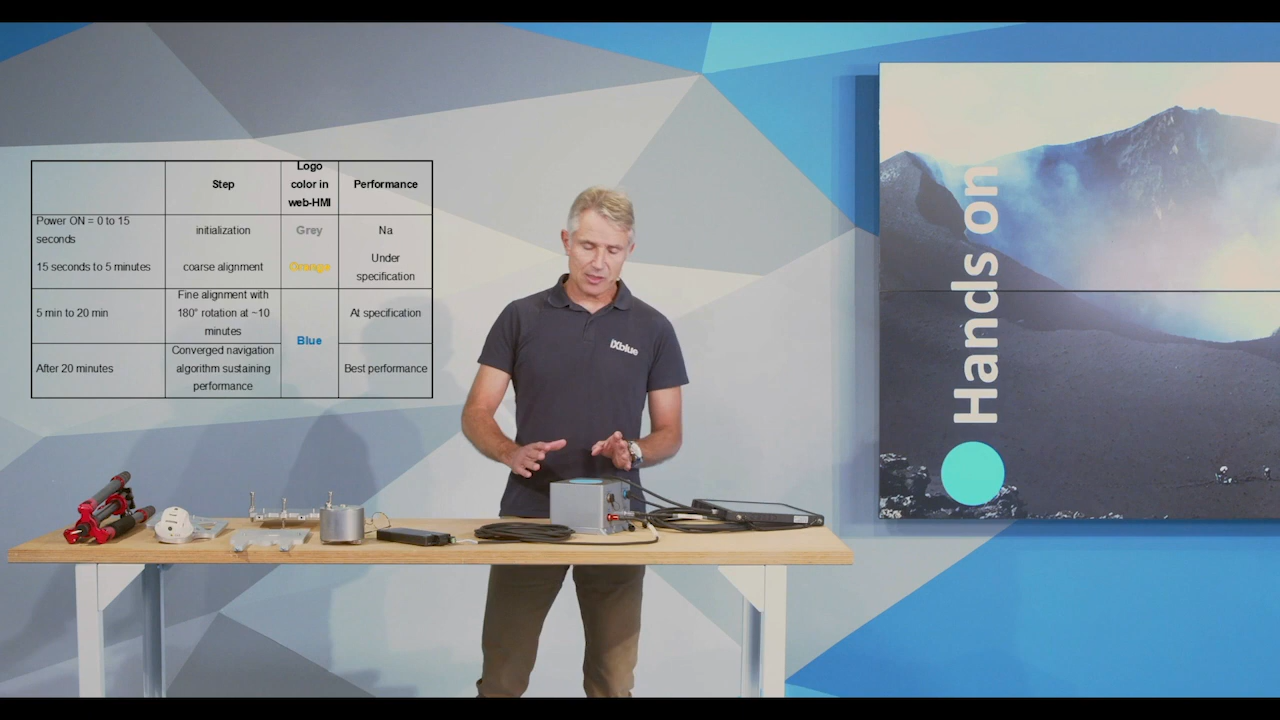 Step
Logo
color in
web-HMI
Performance
Power ON = 0 to 15
seconds
initialization
Grey
Na
15 seconds to 5 minutes
coarse alignment
Orange
Under
specification
5 min to 20 min
Fine alignment with
180° rotation at ~10
minutes
Blue
At specification
After 20 minutes
Converged navigation
algorithm sustaining
performance
Best performance
iXblue
Hands on